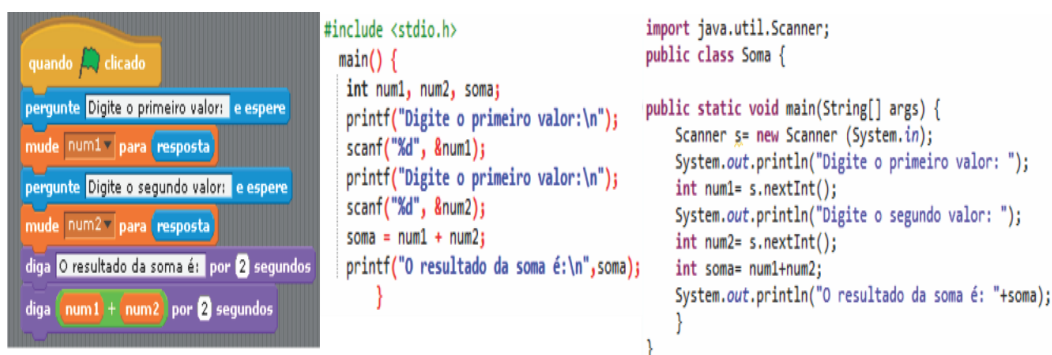 quando clicado
pergunte Digite o primeiro valor: e espere
mude num1 para resposta
pergunte Digite o segundo valor: e espere
mude num2 para resposta
diga O resultado da soma é: por 2 segundos
diga num1 + num2 por 2 segundos
#include <stdio.h>
main() {
int num1, num2, soma;
printf("Digite o primeiro valor:\n");
scanf("%d", &num1);
printf("Digite o primeiro valor:\n");
scanf("%d", &num2);
soma = num1 + num2;
printf("O resultado da soma é:\n",soma);
}
import java.util.Scanner;
public class Soma {
public static void main(String[] args) {
Scanner s= new Scanner (System.in);
System.out.println("Digite o primeiro valor: ");
int num1= s.nextInt();
System.out.println("Digite o segundo valor: ");
int num2= s.nextInt();
int soma= num1+num2;
System.out.println("O resultado da soma é: "+soma);
}
}